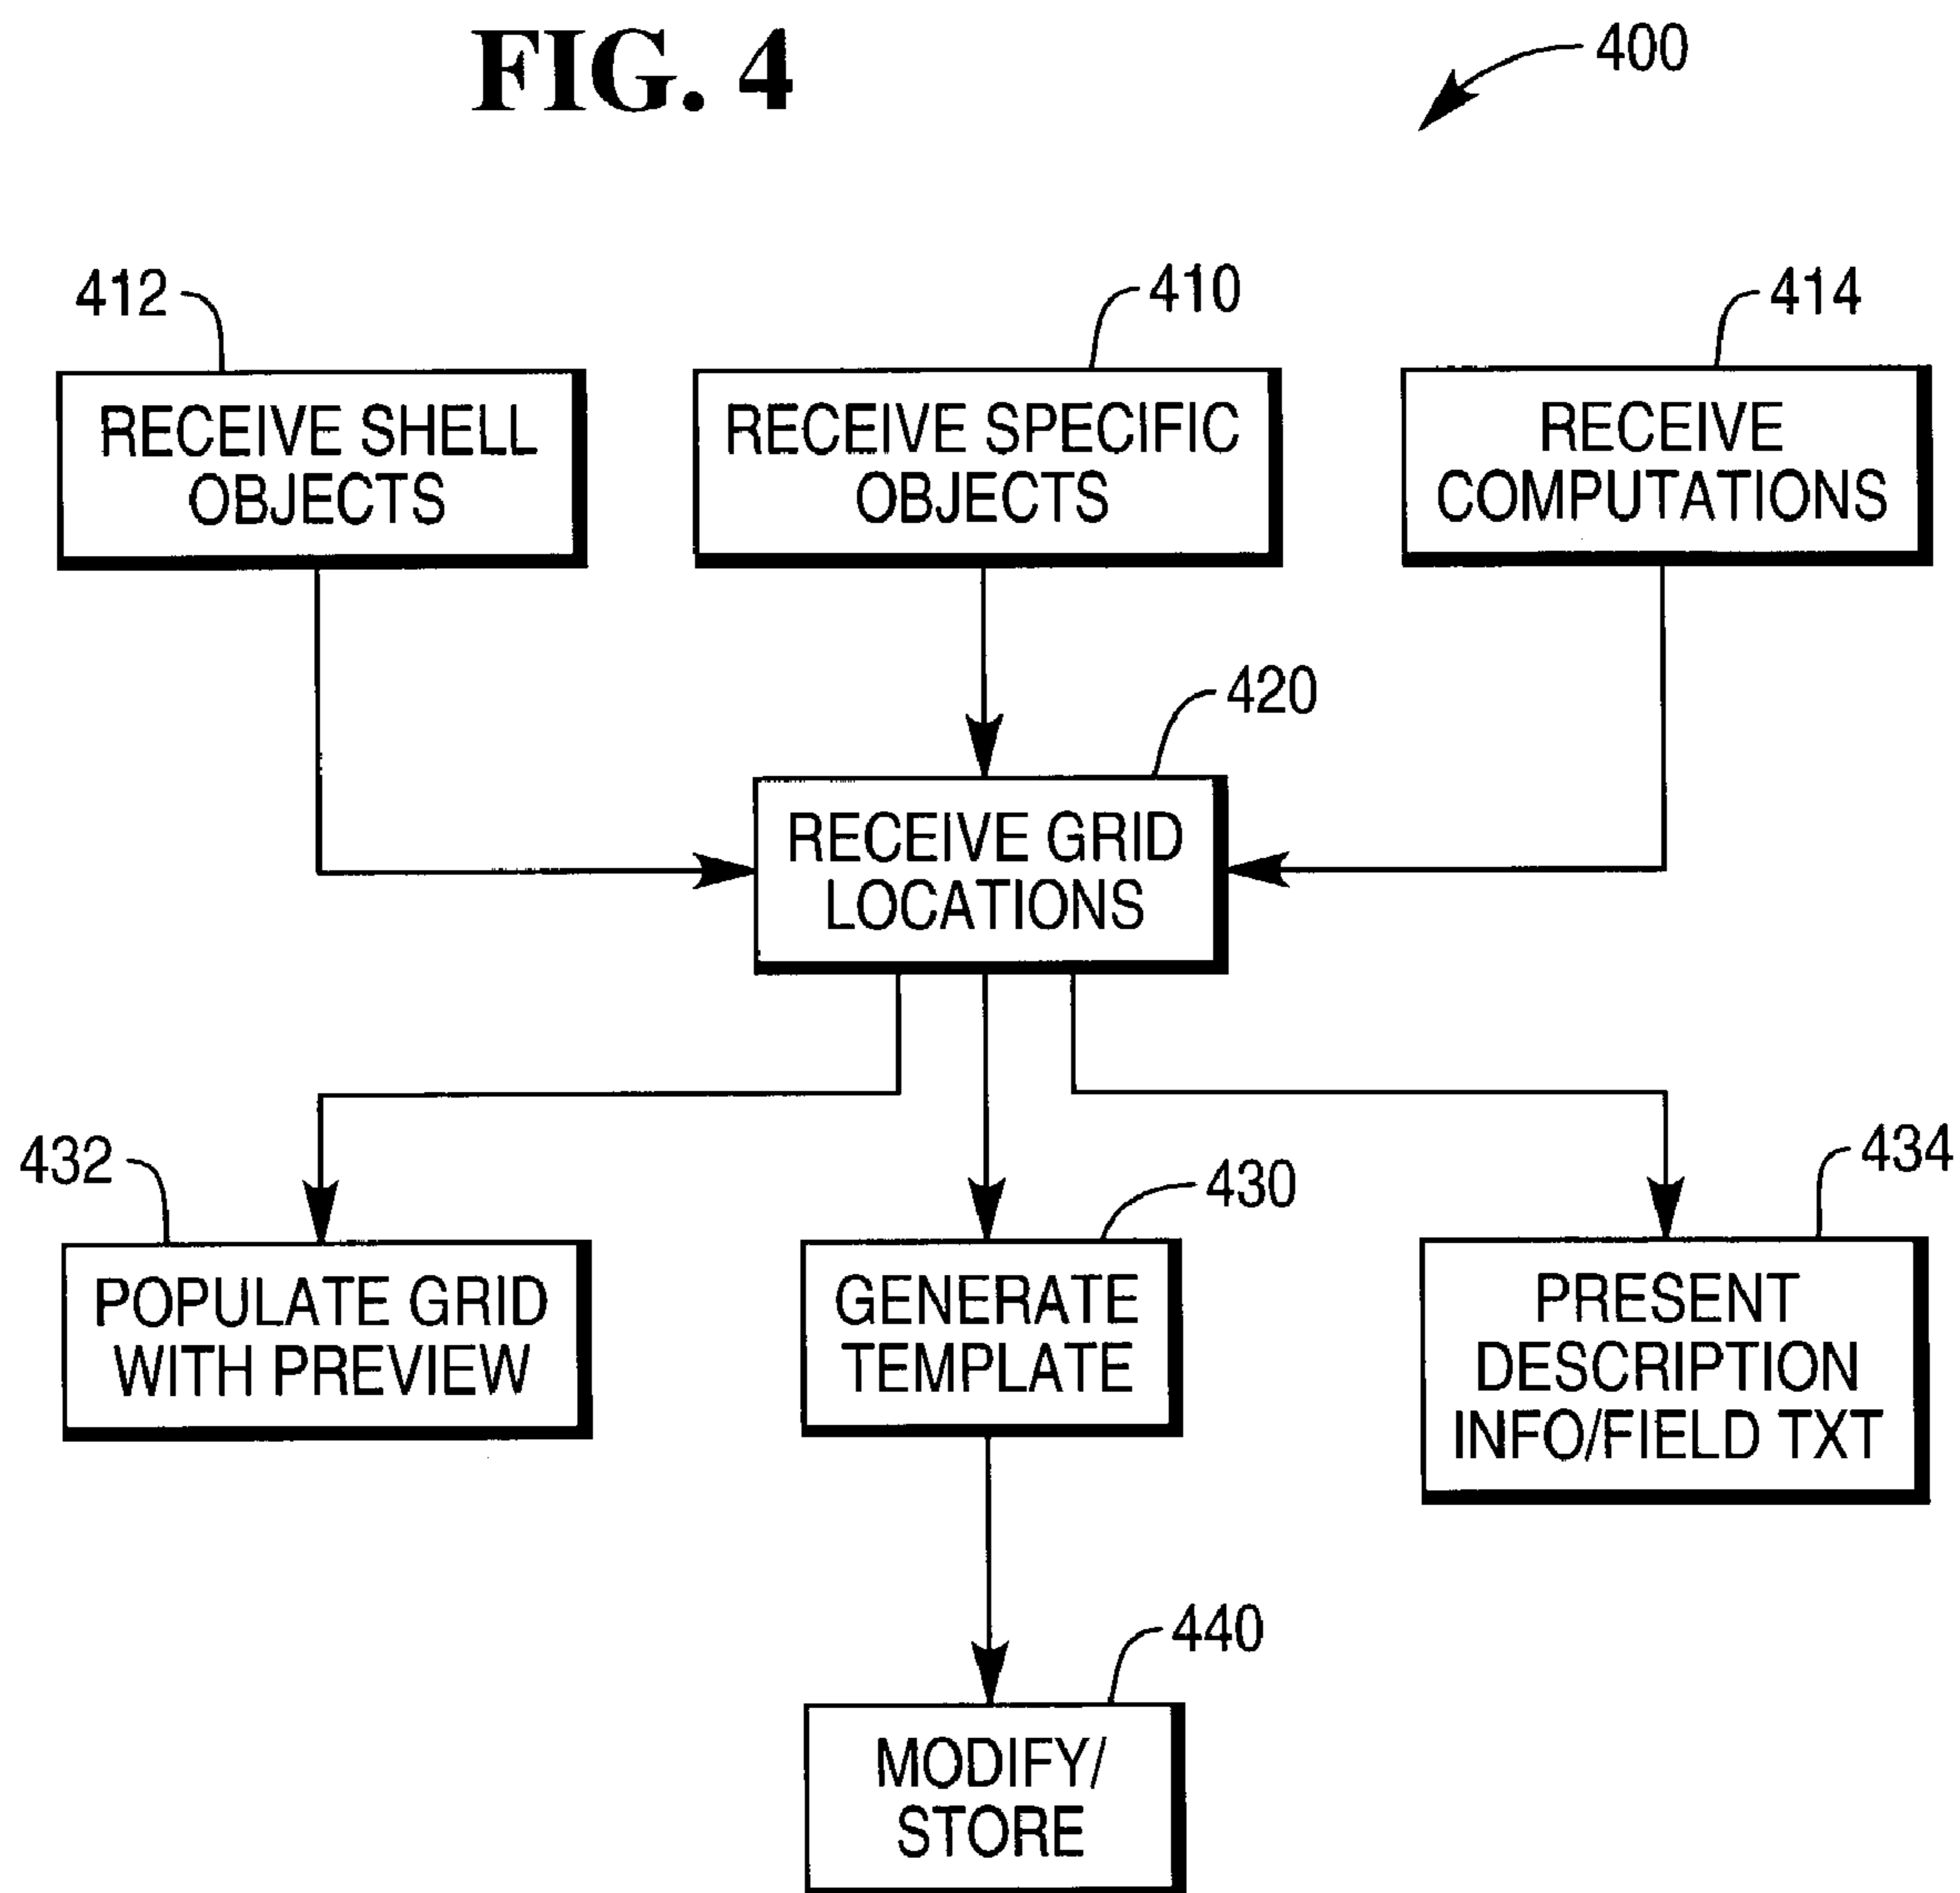 FIG. 4
400
412
410
414
RECEIVE SHELL
OBJECTS
RECEIVE SPECIFIC
OBJECTS
RECEIVE
COMPUTATIONS
420
RECEIVE GRID
LOCATIONS
432
430
434
POPULATE GRID
WITH PREVIEW
GENERATE
TEMPLATE
PRESENT
DESCRIPTION
INFO/FIELD TXT
440
MODIFY/
STORE